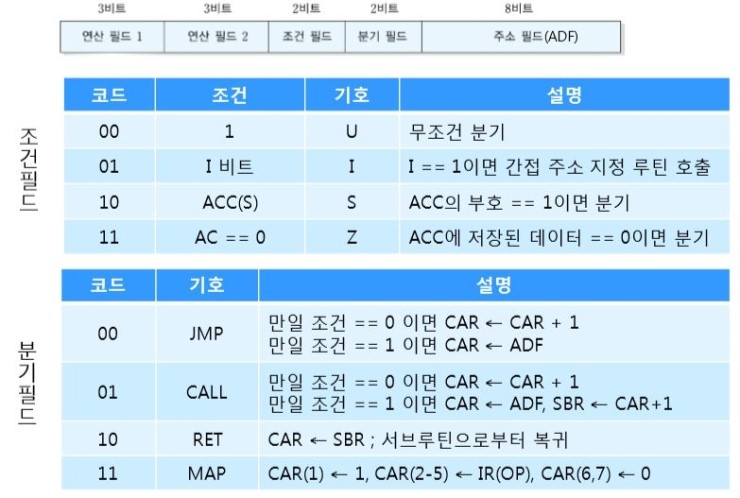 3비트 3비트 2비트 2비트 8비트
연산 필드 1 연산 필드 2 조건 필드 분기 필드 주소 필드(ADF)
조건필드
코드 조건 기호 설명
00 1 U 무조건 분기
01 I 비트 I I == 1이면 간접 주소 지정 루틴 호출
10 ACC(S) S ACC의 부호 == 1이면 분기
11 AC == 0 Z ACC에 저장된 데이터 == 0이면 분기
분기필드
코드 기호 설명
00 JMP 만일 조건 == 0 이면 CAR ← CAR + 1
만일 조건 == 1 이면 CAR ← ADF
01 CALL 만일 조건 == 0 이면 CAR ← CAR + 1
만일 조건 == 1 이면 CAR ← ADF, SBR ← CAR+1
10 RET CAR ← SBR ; 서브루틴으로부터 복귀
11 MAP CAR(1) ← 1, CAR(2-5) ← IR(OP), CAR(6,7) ← 0